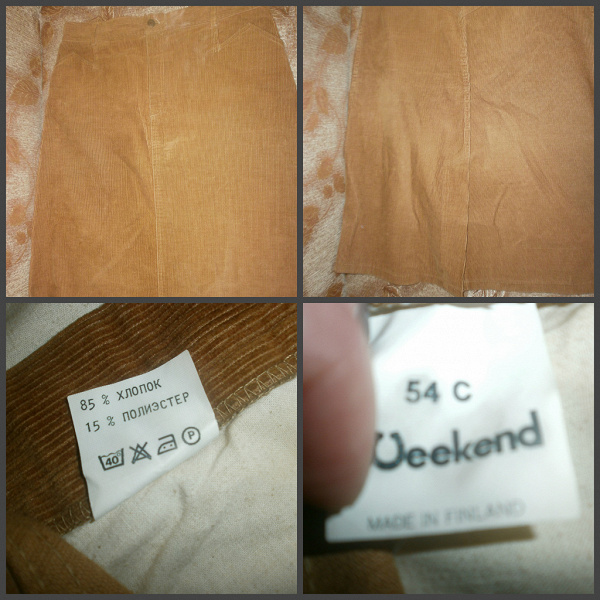 85 % ХЛОПОК
15 % ПОЛИЭСТЕР
40 P
54 C
Weekend
MADE IN FINLAND